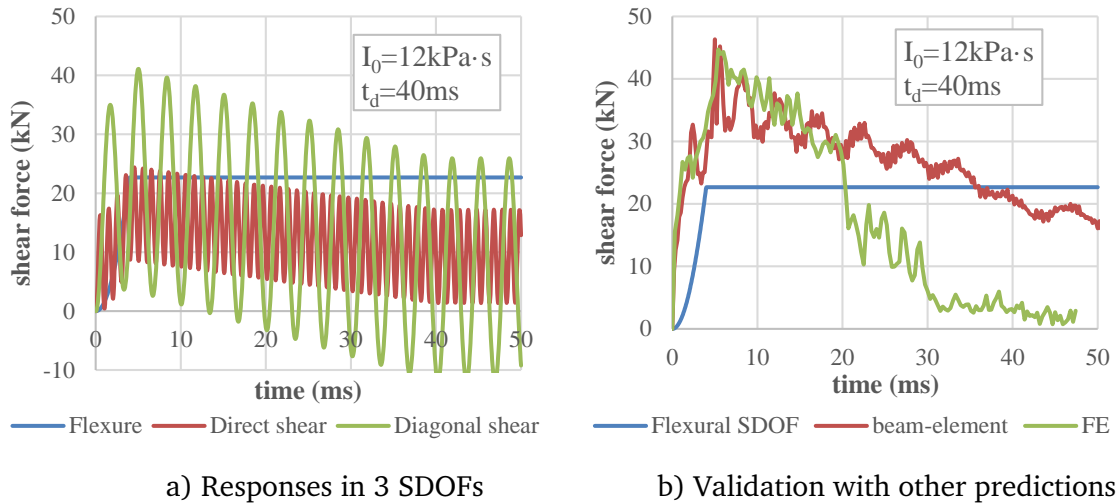 50
40
30
20
10
0
-10
shear force (kN)
I₀=12kPa·s
t_d=40ms
0 10 20 30 40 50
time (ms)
Flexure Direct shear Diagonal shear
a) Responses in 3 SDOFs
50
40
30
20
10
0
shear force (kN)
I₀=12kPa·s
t_d=40ms
0 10 20 30 40 50
time (ms)
Flexural SDOF beam-element FE
b) Validation with other predictions